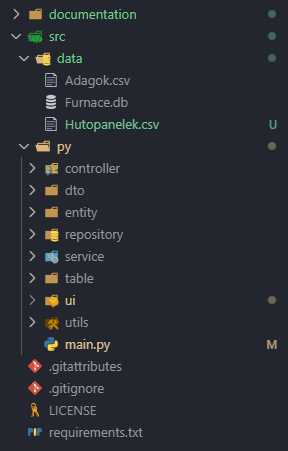 documentation
src
data
Adagok.csv
Furnace.db
Hutopanelek.csv U
py
controller
dto
entity
repository
service
table
ui
utils
main.py M
.gitattributes
.gitignore
LICENSE
requirements.txt